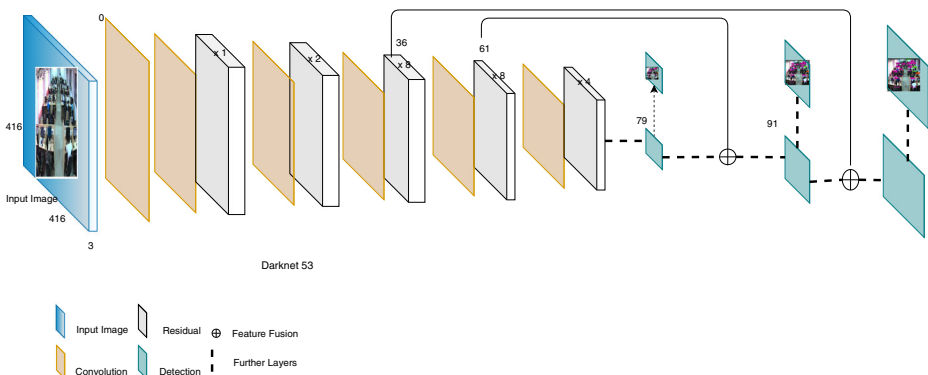 0
36
61
x 1
x 2
x 8
x 8
x 4
79
91
416
Input Image
416
3
Darknet 53
Input Image
Residual
Feature Fusion
Convolution
Detection
Further Layers